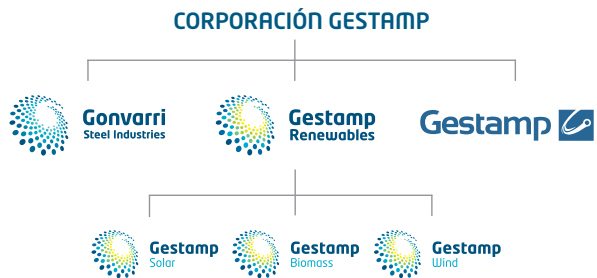 CORPORACIÓN GESTAMP
Gonvarri
Steel Industries
Gestamp
Renewables
Gestamp
Gestamp
Solar
Gestamp
Biomass
Gestamp
Wind